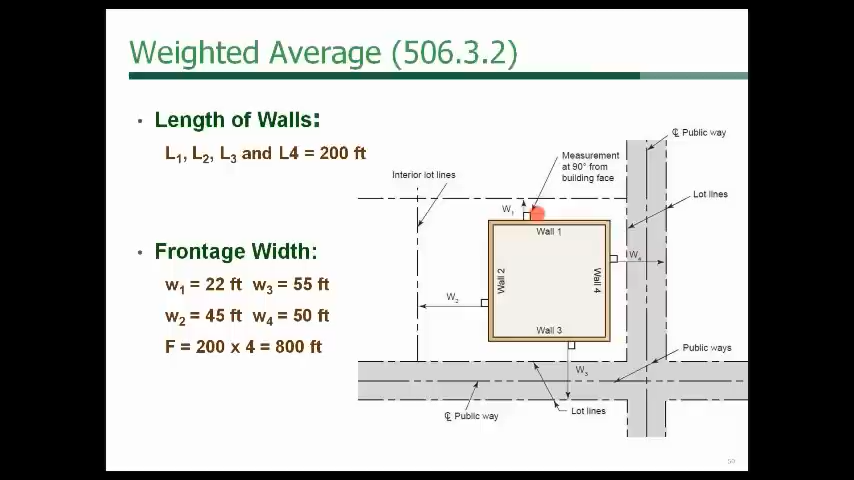 Weighted Average (506.3.2)
• Length of Walls:
L1, L2, L3 and L4 = 200 ft
• Frontage Width:
w1 = 22 ft w3 = 55 ft
w2 = 45 ft w4 = 50 ft
F = 200 x 4 = 800 ft
℄ Public way
Measurement
at 90° from
building face
Interior lot lines
Lot lines
W1
Wall 1
W4
Wall 2
Wall 4
W2
Wall 3
Public ways
W3
℄ Public way
Lot lines